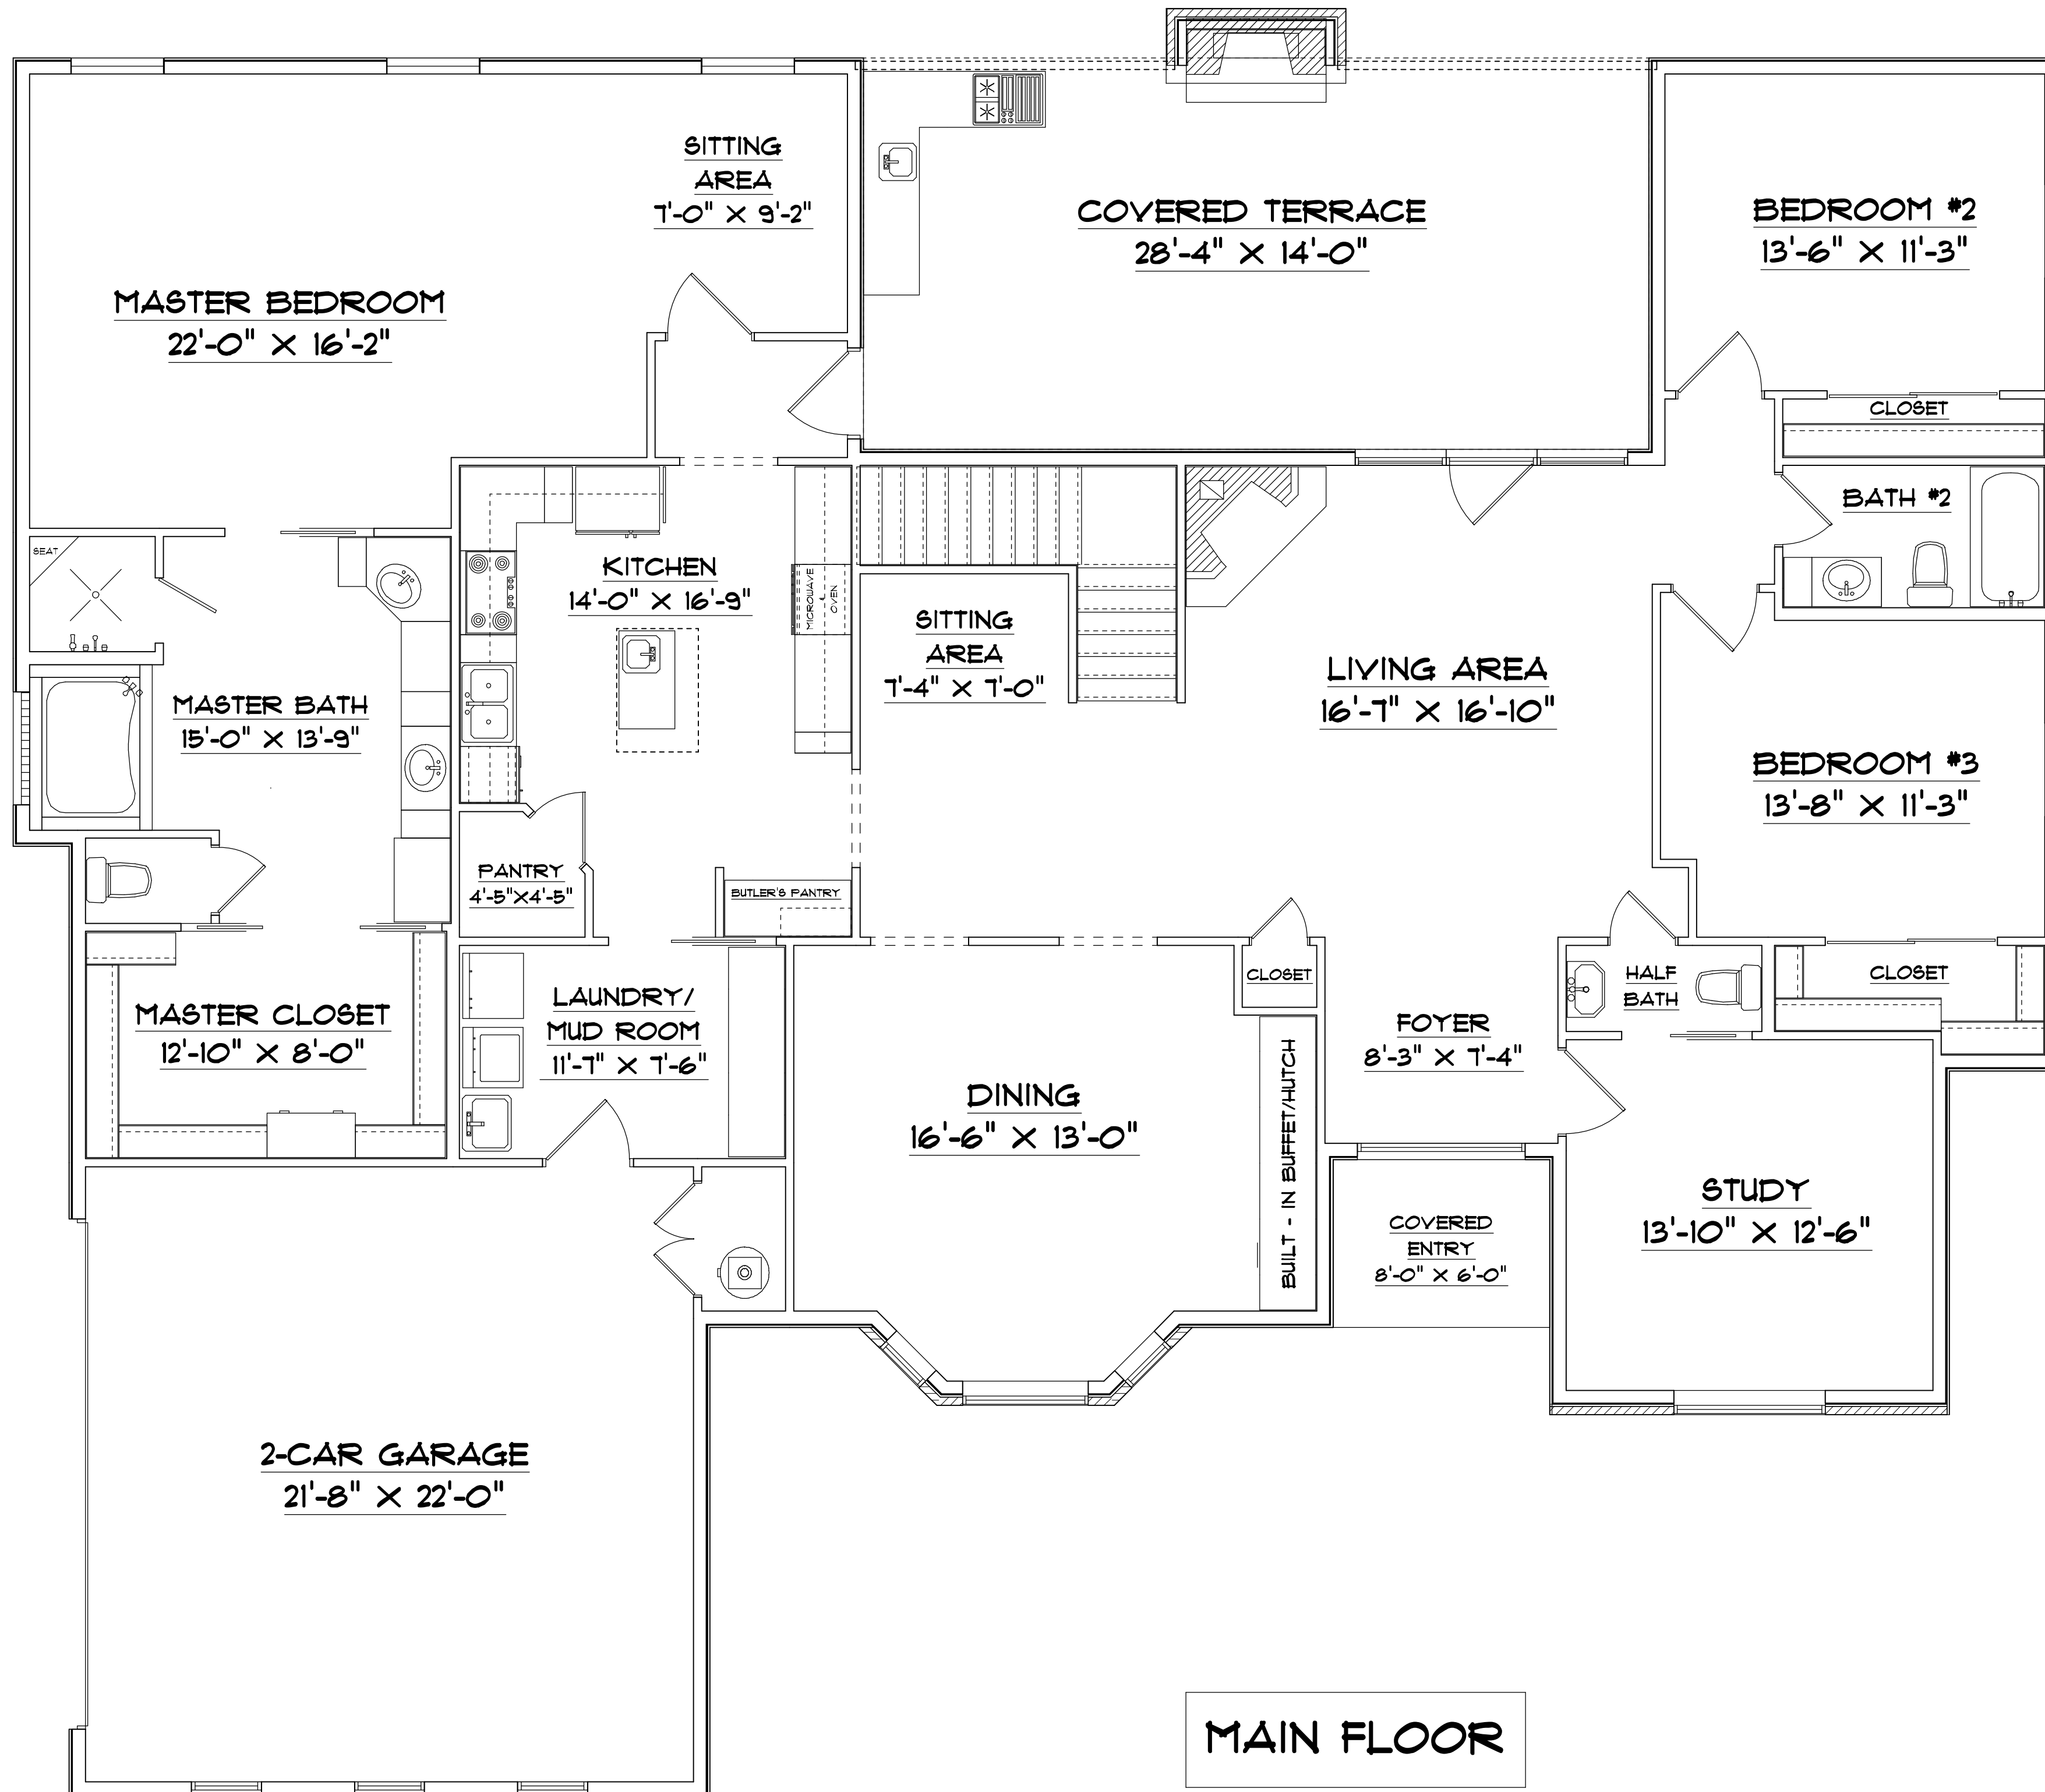 SITTING
AREA
7'-0" X 9'-2"
COVERED TERRACE
28'-4" X 14'-0"
BEDROOM #2
13'-6" X 11'-3"
MASTER BEDROOM
22'-0" X 16'-2"
CLOSET
BATH #2
SEAT
KITCHEN
14'-0" X 16'-9"
MICROWAVE
OVEN
SITTING
AREA
7'-4" X 7'-0"
LIVING AREA
16'-7" X 16'-10"
MASTER BATH
15'-0" X 13'-9"
BEDROOM #3
13'-8" X 11'-3"
PANTRY
4'-5"X4'-5"
BUTLER'S PANTRY
MASTER CLOSET
12'-10" X 8'-0"
LAUNDRY/
MUD ROOM
11'-7" X 7'-6"
CLOSET
HALF
BATH
CLOSET
FOYER
8'-3" X 7'-4"
DINING
16'-6" X 13'-0"
BUILT - IN BUFFET/HUTCH
STUDY
13'-10" X 12'-6"
COVERED
ENTRY
8'-0" X 6'-0"
2-CAR GARAGE
21'-8" X 22'-0"
MAIN FLOOR